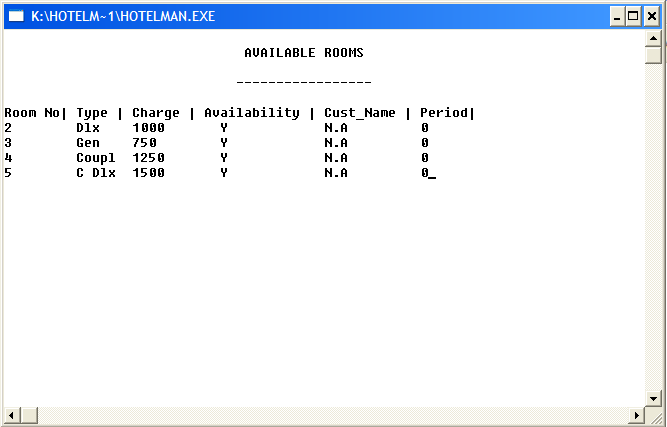 K:\HOTELM~1\HOTELMAN.EXE
AVAILABLE ROOMS
-----------------
Room No| Type | Charge | Availability | Cust_Name | Period|
2 Dlx 1000 Y N.A 0
3 Gen 750 Y N.A 0
4 Coupl 1250 Y N.A 0
5 C Dlx 1500 Y N.A 0_